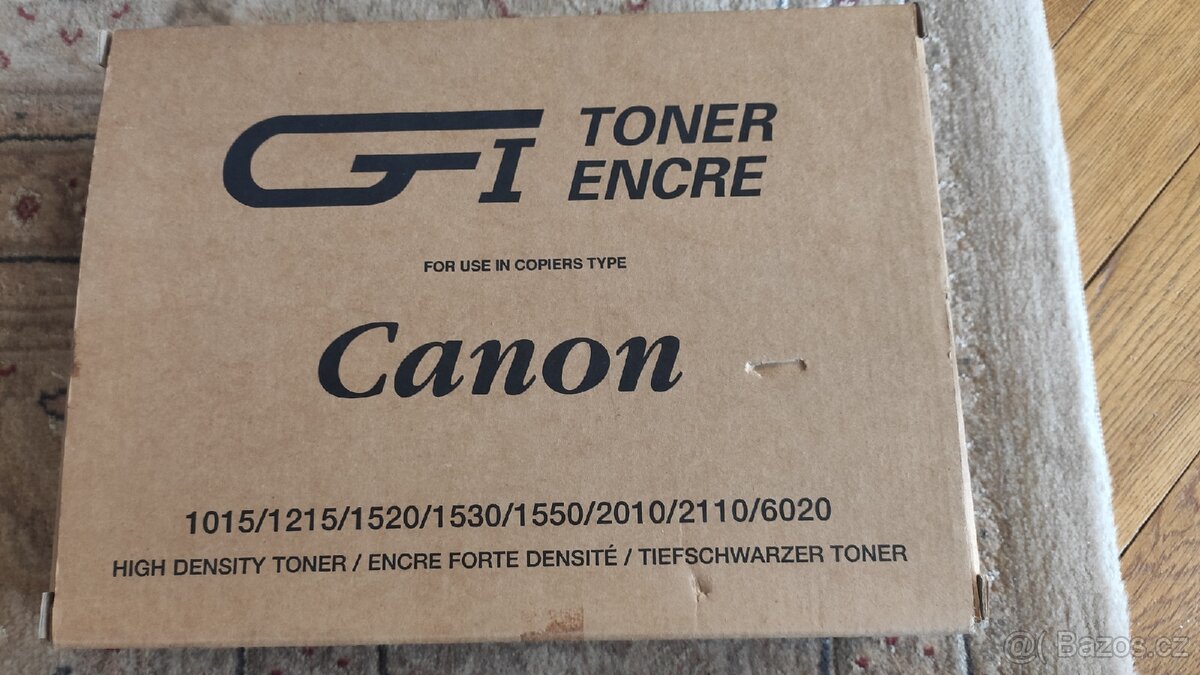 GI TONER
ENCRE
FOR USE IN COPIERS TYPE
Canon
1015/1215/1520/1530/1550/2010/2110/6020
HIGH DENSITY TONER / ENCRE FORTE DENSITÉ / TIEFSCHWARZER TONER
@( Bazos.cz